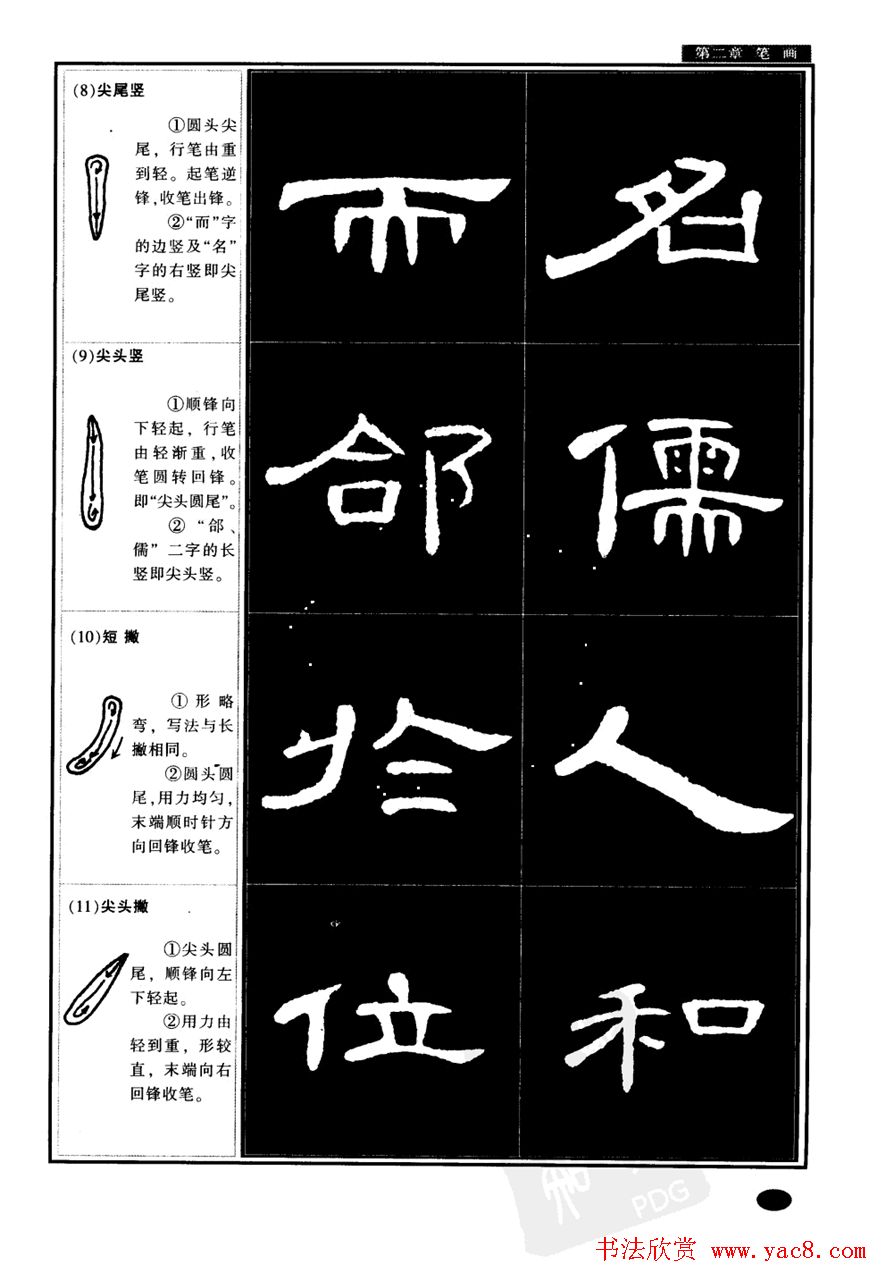 第二章 笔画
(8)尖尾竖
①圆头尖
尾，行笔由重
到轻。起笔逆
锋，收笔出锋。
②“而”字
的边竖及“名”
字的右竖即尖
尾竖。
而 名
(9)尖头竖
①顺锋向
下轻起，行笔
由轻渐重，收
笔圆转回锋。
即“尖头圆尾”。
②“郃、
儒”二字的长
竖即尖头竖。
郃 儒
(10)短撇
①形略
弯，写法与长
撇相同。
②圆头圆
尾，用力均匀，
末端顺时针方
向回锋收笔。
於 人
(11)尖头撇
①尖头圆
尾，顺锋向左
下轻起。
②用力由
轻到重，形较
直，末端向右
回锋收笔。
位 和
PDG
书法欣赏 www.yac8.com